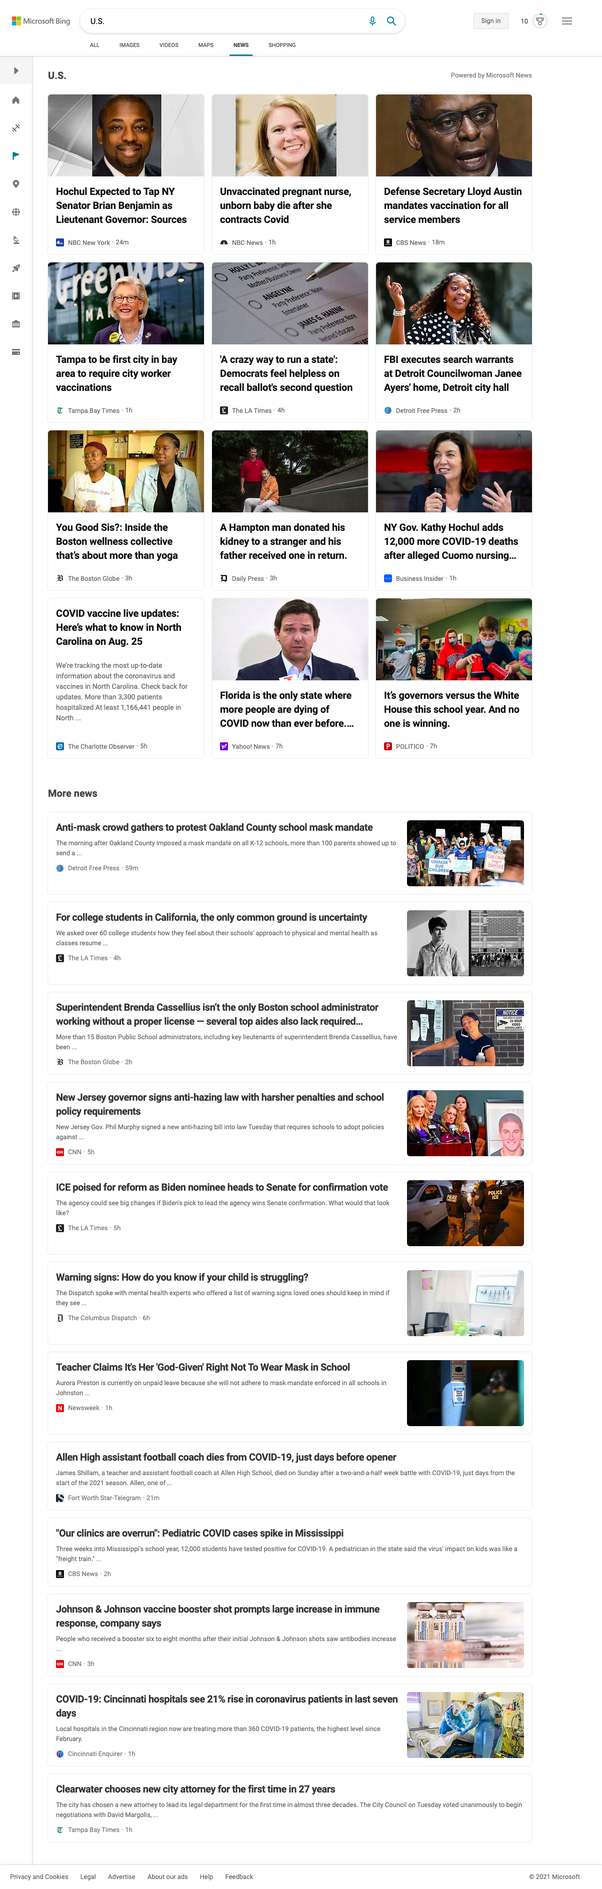 Microsoft Bing
U.S.
Sign in
10
ALL IMAGES VIDEOS MAPS NEWS SHOPPING
U.S.
Powered by Microsoft News
Hochul Expected to Tap NY
Senator Brian Benjamin as
Lieutenant Governor: Sources
NBC New York · 24m
Unvaccinated pregnant nurse,
unborn baby die after she
contracts Covid
NBC News · 1h
Defense Secretary Lloyd Austin
mandates vaccination for all
service members
CBS News · 18m
GreenWise
Tampa to be first city in bay
area to require city worker
vaccinations
Tampa Bay Times · 1h
Party Preference: None
ANGELYNE
Party Preference: None
Entertainer
JAMES G. HANINK
Party Preference: None
Retired Educator
'A crazy way to run a state':
Democrats feel helpless on
recall ballot's second question
The LA Times · 4h
FBI executes search warrants
at Detroit Councilwoman Janee
Ayers' home, Detroit city hall
Detroit Free Press · 2h
You Good Sis?: Inside the
Boston wellness collective
that's about more than yoga
The Boston Globe · 3h
A Hampton man donated his
kidney to a stranger and his
father received one in return.
Daily Press · 3h
NY Gov. Kathy Hochul adds
12,000 more COVID-19 deaths
after alleged Cuomo nursing...
Business Insider · 1h
COVID vaccine live updates:
Here's what to know in North
Carolina on Aug. 25
We're tracking the most up-to-date
information about the coronavirus and
vaccines in North Carolina. Check back for
updates. More than 3,300 patients
hospitalized At least 1,166,441 people in
North ...
The Charlotte Observer · 5h
Florida is the only state where
more people are dying of
COVID now than ever before....
Yahoo! News · 7h
It's governors versus the White
House this school year. And no
one is winning.
POLITICO · 7h
More news
Anti-mask crowd gathers to protest Oakland County school mask mandate
The morning after Oakland County imposed a mask mandate on all K-12 schools, more than 100 parents showed up to
send a ...
Detroit Free Press · 59m
UNMASK
OUR
CHILDREN
For college students in California, the only common ground is uncertainty
We asked over 60 college students how they feel about their schools' approach to physical and mental health as
classes resume ...
The LA Times · 4h
Superintendent Brenda Cassellius isn't the only Boston school administrator
working without a proper license — several top aides also lack required...
More than 15 Boston Public School administrators, including key lieutenants of superintendent Brenda Cassellius, have
been ...
The Boston Globe · 2h
NOTICE
New Jersey governor signs anti-hazing law with harsher penalties and school
policy requirements
New Jersey Gov. Phil Murphy signed a new anti-hazing bill into law Tuesday that requires schools to adopt policies
against ...
CNN · 5h
ICE poised for reform as Biden nominee heads to Senate for confirmation vote
The agency could see big changes if Biden's pick to lead the agency wins Senate confirmation. What would that look
like?
The LA Times · 5h
POLICE
ICE
Warning signs: How do you know if your child is struggling?
The Dispatch spoke with mental health experts who offered a list of warning signs loved ones should keep in mind if
they see ...
The Columbus Dispatch · 6h
Teacher Claims It's Her 'God-Given' Right Not To Wear Mask in School
Aurora Preston is currently on unpaid leave because she will not adhere to mask mandate enforced in all schools in
Johnston ...
Newsweek · 1h
Allen High assistant football coach dies from COVID-19, just days before opener
James Shillam, a teacher and assistant football coach at Allen High School, died on Sunday after a two-and-a-half week battle with COVID-19, just days from the
start of the 2021 season. Allen, one of ...
Fort Worth Star-Telegram · 21m
"Our clinics are overrun": Pediatric COVID cases spike in Mississippi
Three weeks into Mississippi's school year, 12,000 students have tested positive for COVID-19. A pediatrician in the state said the virus' impact on kids was like a
"freight train." ...
CBS News · 2h
Johnson & Johnson vaccine booster shot prompts large increase in immune
response, company says
People who received a booster six to eight months after their initial Johnson & Johnson shots saw antibodies increase
...
CNN · 3h
COVID-19: Cincinnati hospitals see 21% rise in coronavirus patients in last seven
days
Local hospitals in the Cincinnati region now are treating more than 360 COVID-19 patients, the highest level since
February.
Cincinnati Enquirer · 1h
Clearwater chooses new city attorney for the first time in 27 years
The city has chosen a new attorney to lead its legal department for the first time in almost three decades. The City Council on Tuesday voted unanimously to begin
negotiations with David Margolis, ...
Tampa Bay Times · 1h
Privacy and Cookies Legal Advertise About our ads Help Feedback
© 2021 Microsoft